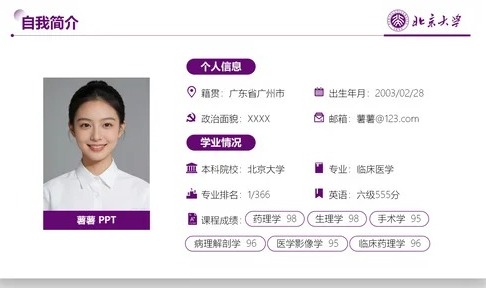 自我简介
北京大学
个人信息
籍贯：广东省广州市
出生年月：2003/02/28
政治面貌：XXXX
邮箱：薯薯@123.com
学业情况
本科院校：北京大学
专业：临床医学
专业排名：1/366
英语：六级555分
课程成绩：
药理学 98
生理学 98
手术学 95
病理解剖学 96
医学影像学 95
临床药理学 96
薯薯 PPT